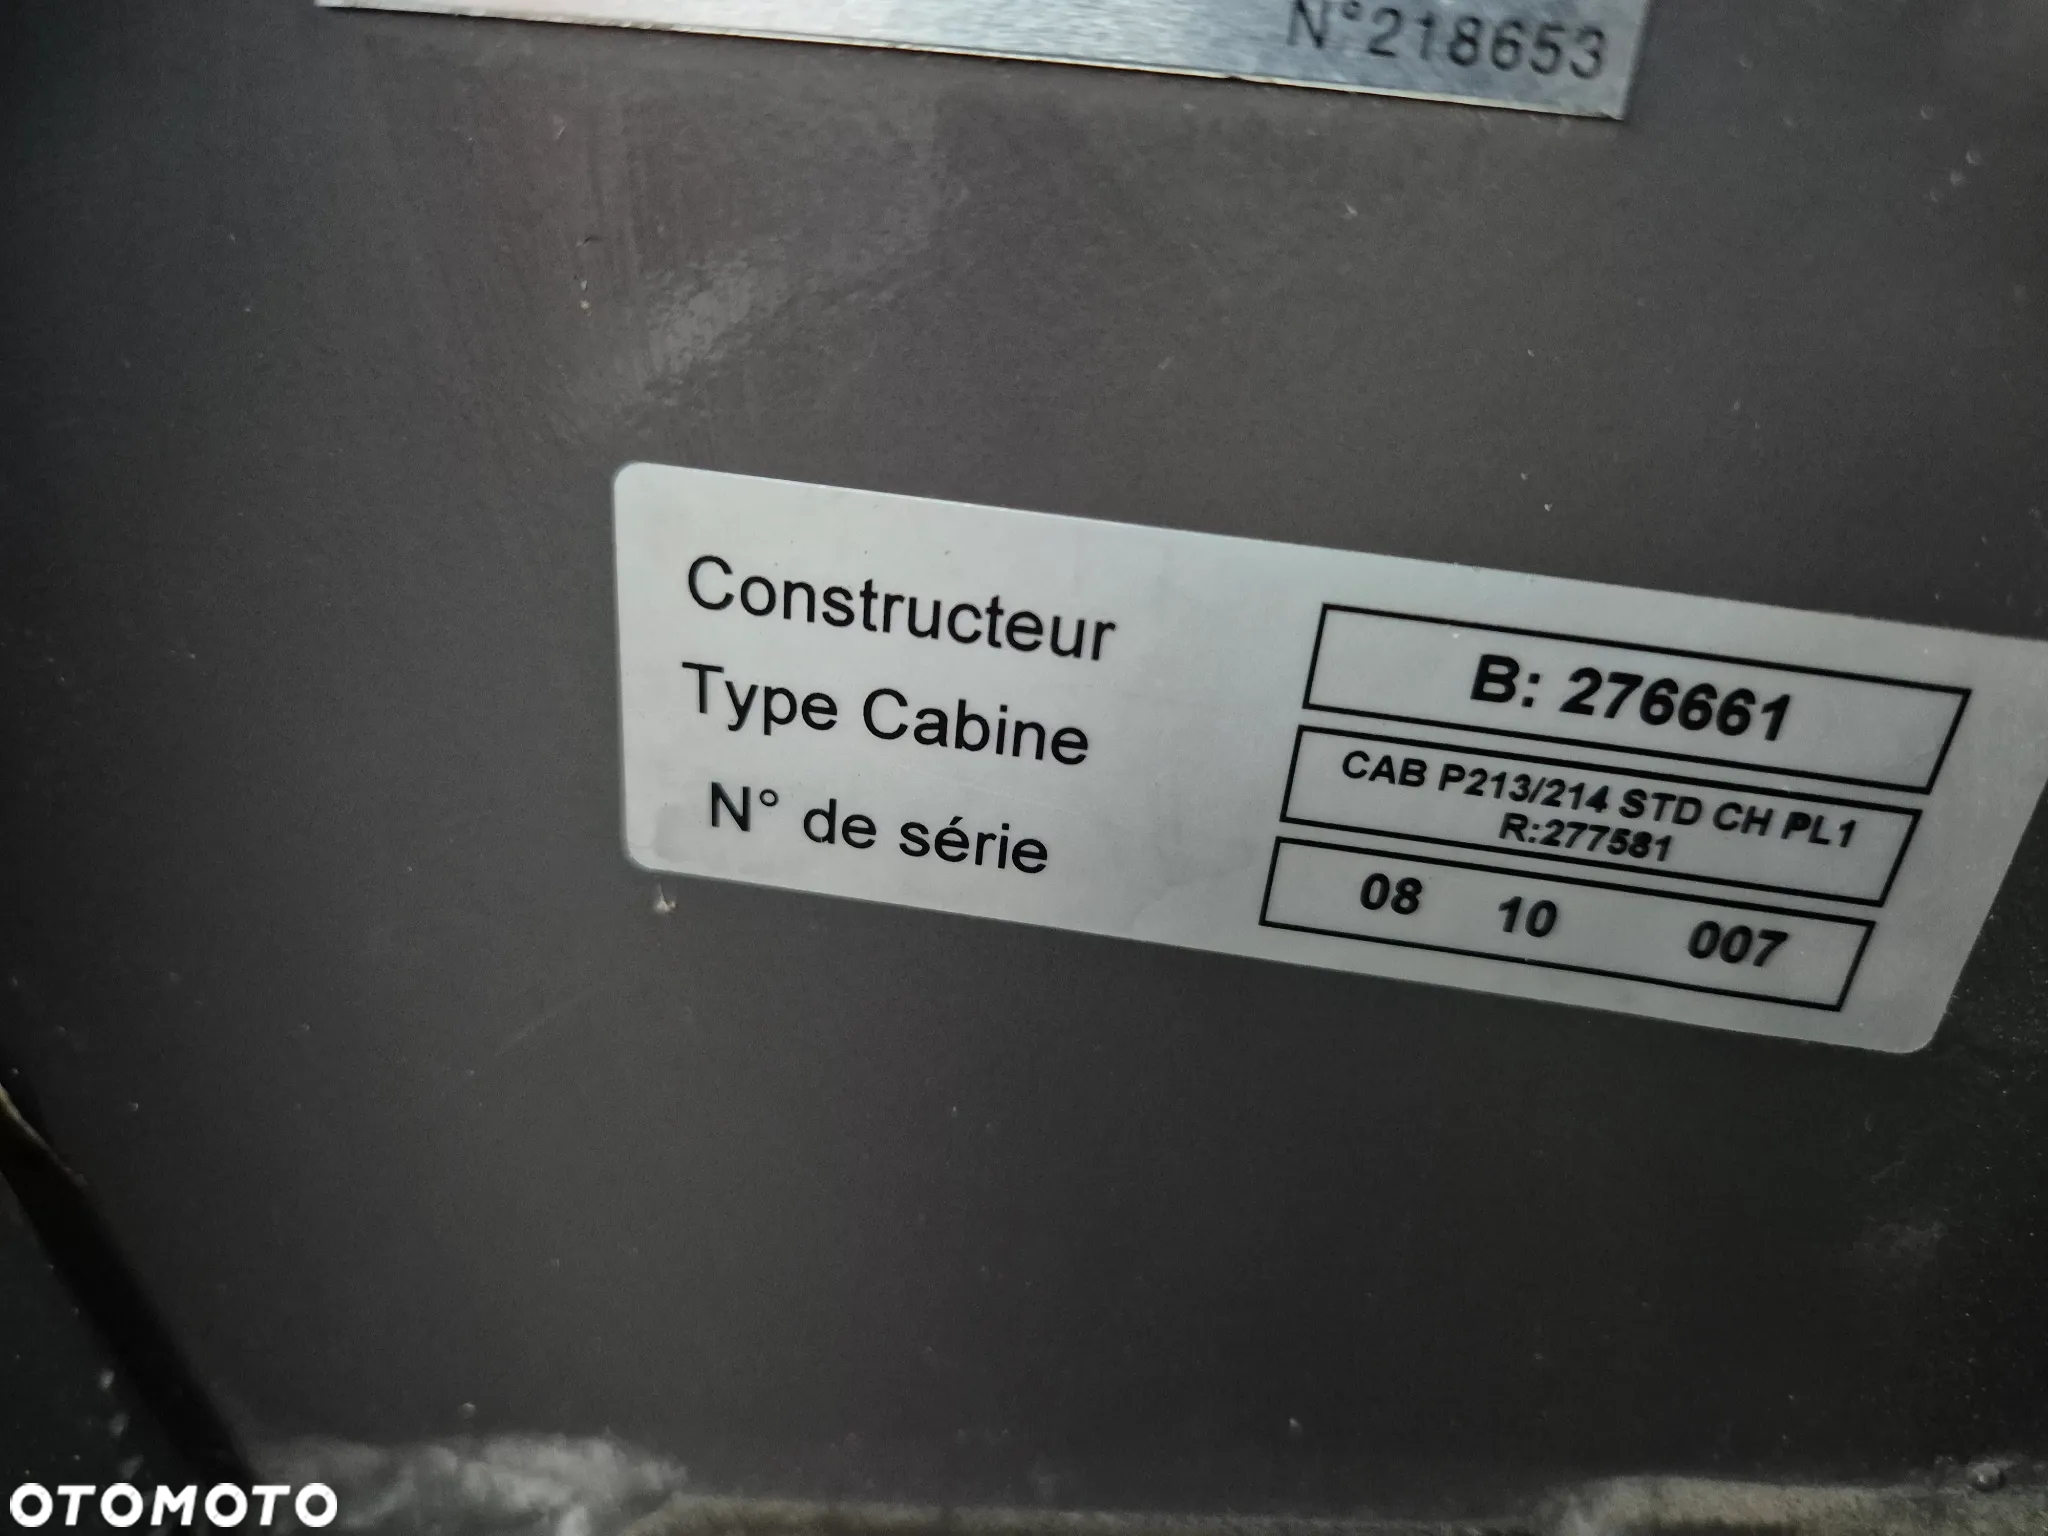 N°218653
Constructeur
B: 276661
Type Cabine
CAB P213/214 STD CH PL1
R:277581
N° de série
08 10 007
OTOMOTO